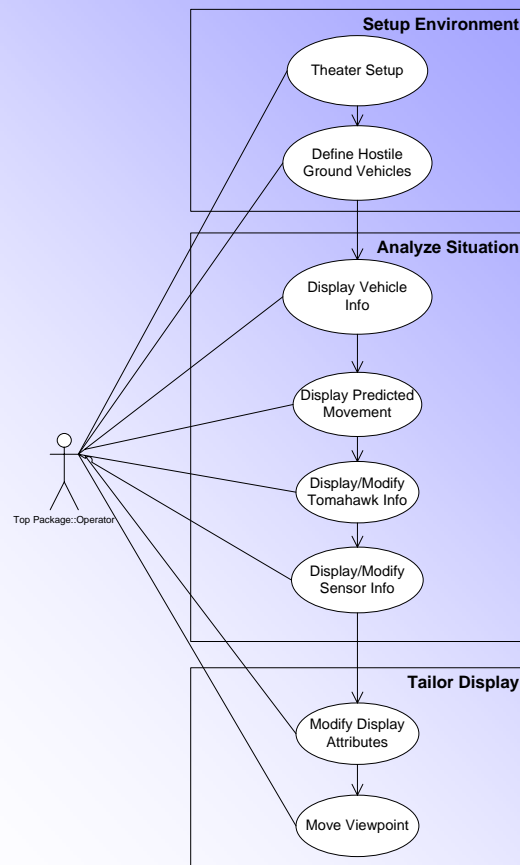 Setup Environment
Theater Setup
Define Hostile
Ground Vehicles
Analyze Situation
Display Vehicle
Info
Display Predicted
Movement
Display/Modify
Tomahawk Info
Top Package::Operator
Display/Modify
Sensor Info
Tailor Display
Modify Display
Attributes
Move Viewpoint